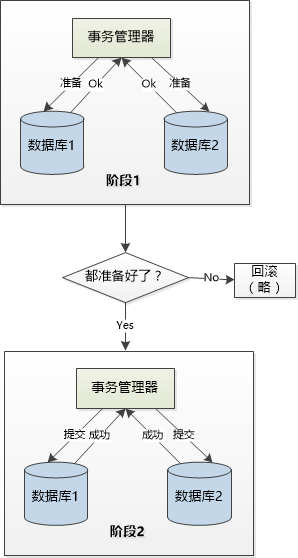 事务管理器
准备
Ok
Ok
准备
数据库1
数据库2
阶段1
都准备好了？
No
回滚
（略）
Yes
事务管理器
提交
成功
成功
提交
数据库1
数据库2
阶段2